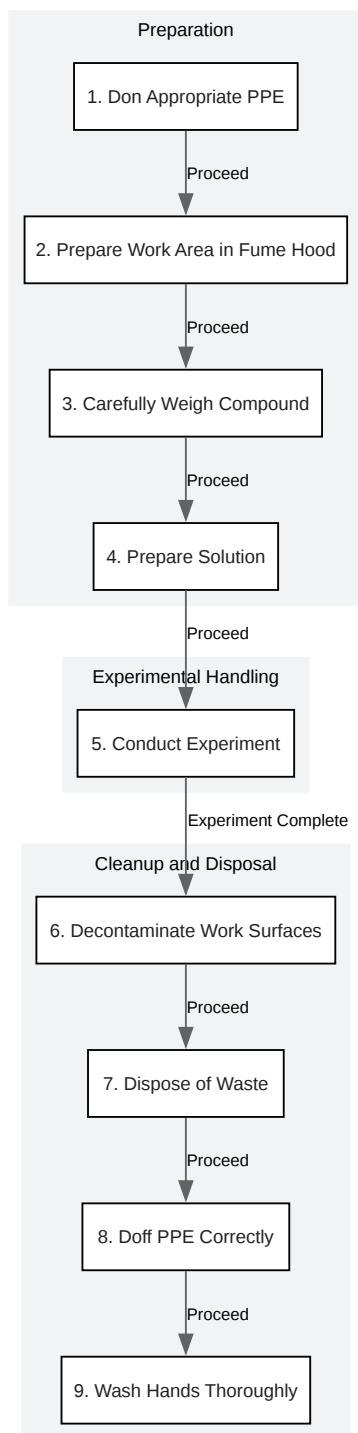 Preparation
1. Don Appropriate PPE
Proceed
2. Prepare Work Area in Fume Hood
Proceed
3. Carefully Weigh Compound
Proceed
4. Prepare Solution
Proceed
Experimental Handling
5. Conduct Experiment
Experiment Complete
Cleanup and Disposal
6. Decontaminate Work Surfaces
Proceed
7. Dispose of Waste
Proceed
8. Doff PPE Correctly
Proceed
9. Wash Hands Thoroughly